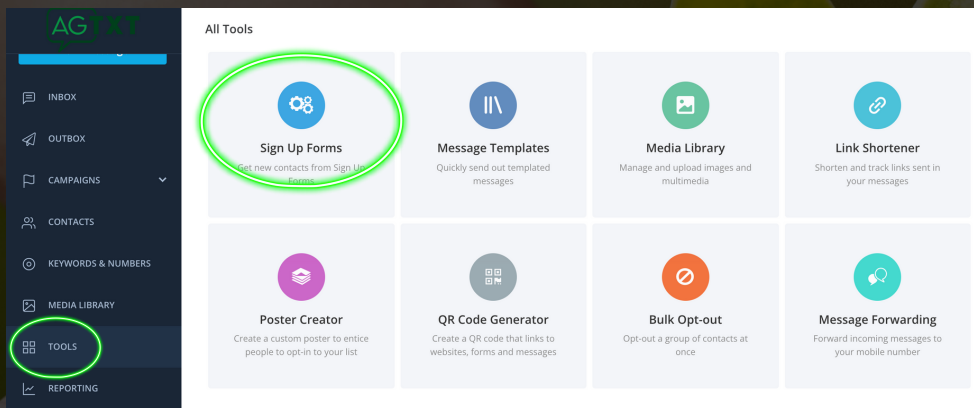 AGTXT
INBOX
OUTBOX
CAMPAIGNS
CONTACTS
KEYWORDS & NUMBERS
MEDIA LIBRARY
TOOLS
REPORTING
All Tools
Sign Up Forms
Get new contacts from Sign Up
Forms
Message Templates
Quickly send out templated
messages
Media Library
Manage and upload images and
multimedia
Link Shortener
Shorten and track links sent in
your messages
Poster Creator
Create a custom poster to entice
people to opt-in to your list
QR Code Generator
Create a QR code that links to
websites, forms and messages
Bulk Opt-out
Opt-out a group of contacts at
once
Message Forwarding
Forward incoming messages to
your mobile number